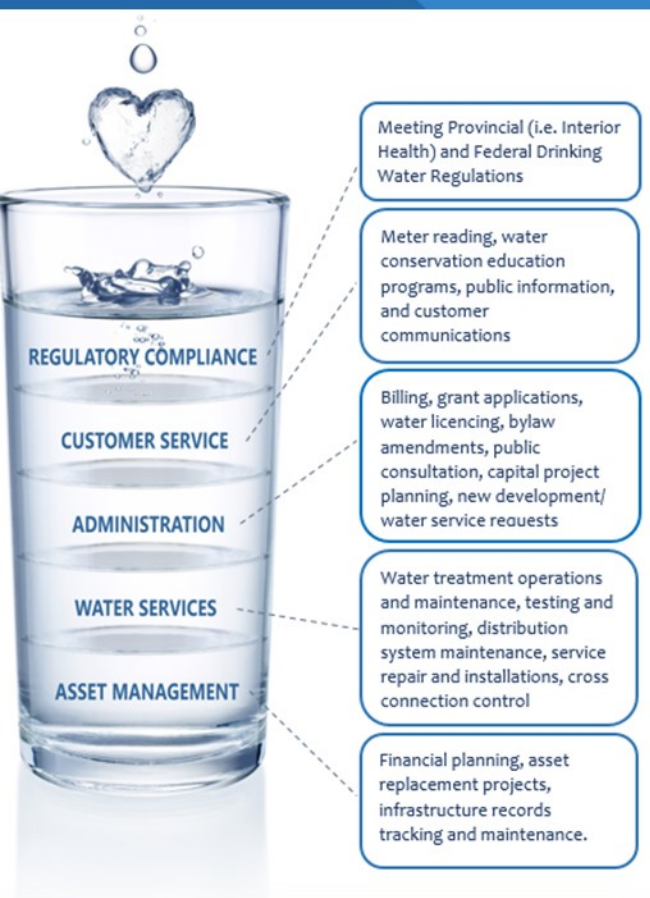 REGULATORY COMPLIANCE
CUSTOMER SERVICE
ADMINISTRATION
WATER SERVICES
ASSET MANAGEMENT
Meeting Provincial (i.e. Interior
Health) and Federal Drinking
Water Regulations
Meter reading, water
conservation education
programs, public information,
and customer
communications
Billing, grant applications,
water licencing, bylaw
amendments, public
consultation, capital project
planning, new development/
water service requests
Water treatment operations
and maintenance, testing and
monitoring, distribution
system maintenance, service
repair and installations, cross
connection control
Financial planning, asset
replacement projects,
infrastructure records
tracking and maintenance.